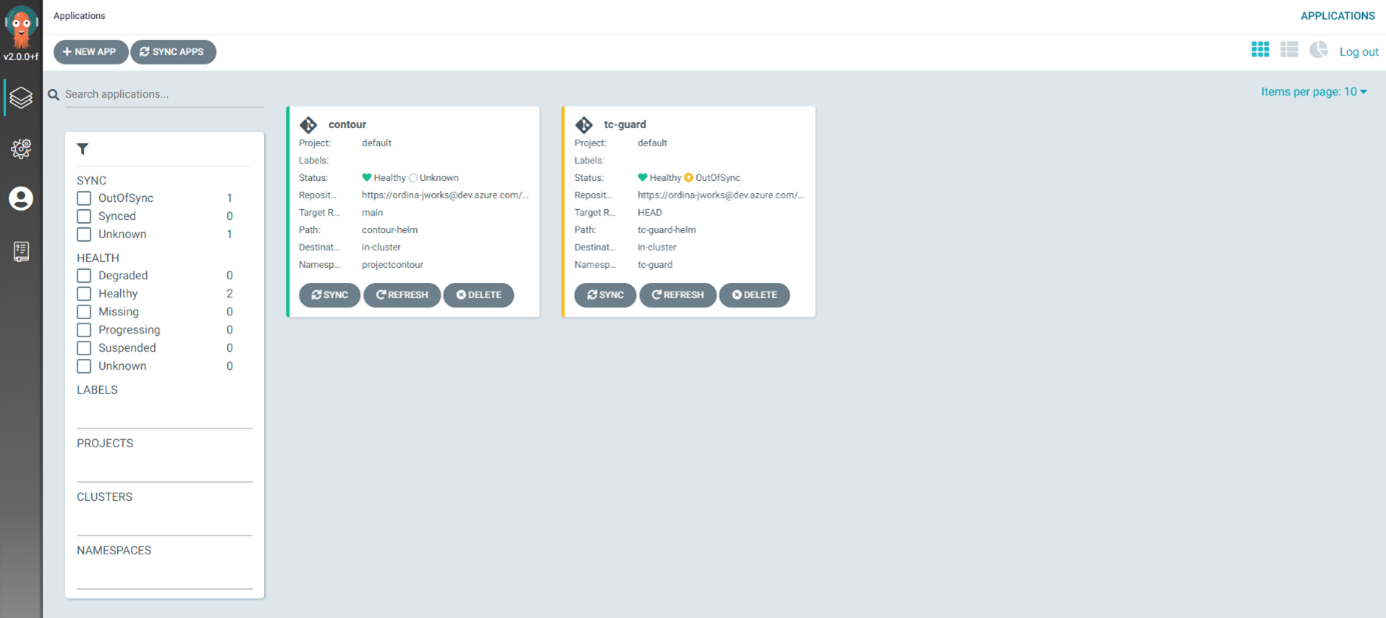 Applications
APPLICATIONS
v2.0.0+f
NEW APP
SYNC APPS
Log out
Search applications...
Items per page: 10
SYNC
OutOfSync 1
Synced 0
Unknown 1
HEALTH
Degraded 0
Healthy 2
Missing 0
Progressing 0
Suspended 0
Unknown 0
LABELS
PROJECTS
CLUSTERS
NAMESPACES
contour
Project: default
Labels:
Status: Healthy Unknown
Reposit... https://ordina-jworks@dev.azure.com/...
Target R... main
Path: contour-helm
Destinat... in-cluster
Namesp... projectcontour
SYNC REFRESH DELETE
tc-guard
Project: default
Labels:
Status: Healthy OutOfSync
Reposit... https://ordina-jworks@dev.azure.com/...
Target R... HEAD
Path: tc-guard-helm
Destinat... in-cluster
Namesp... tc-guard
SYNC REFRESH DELETE